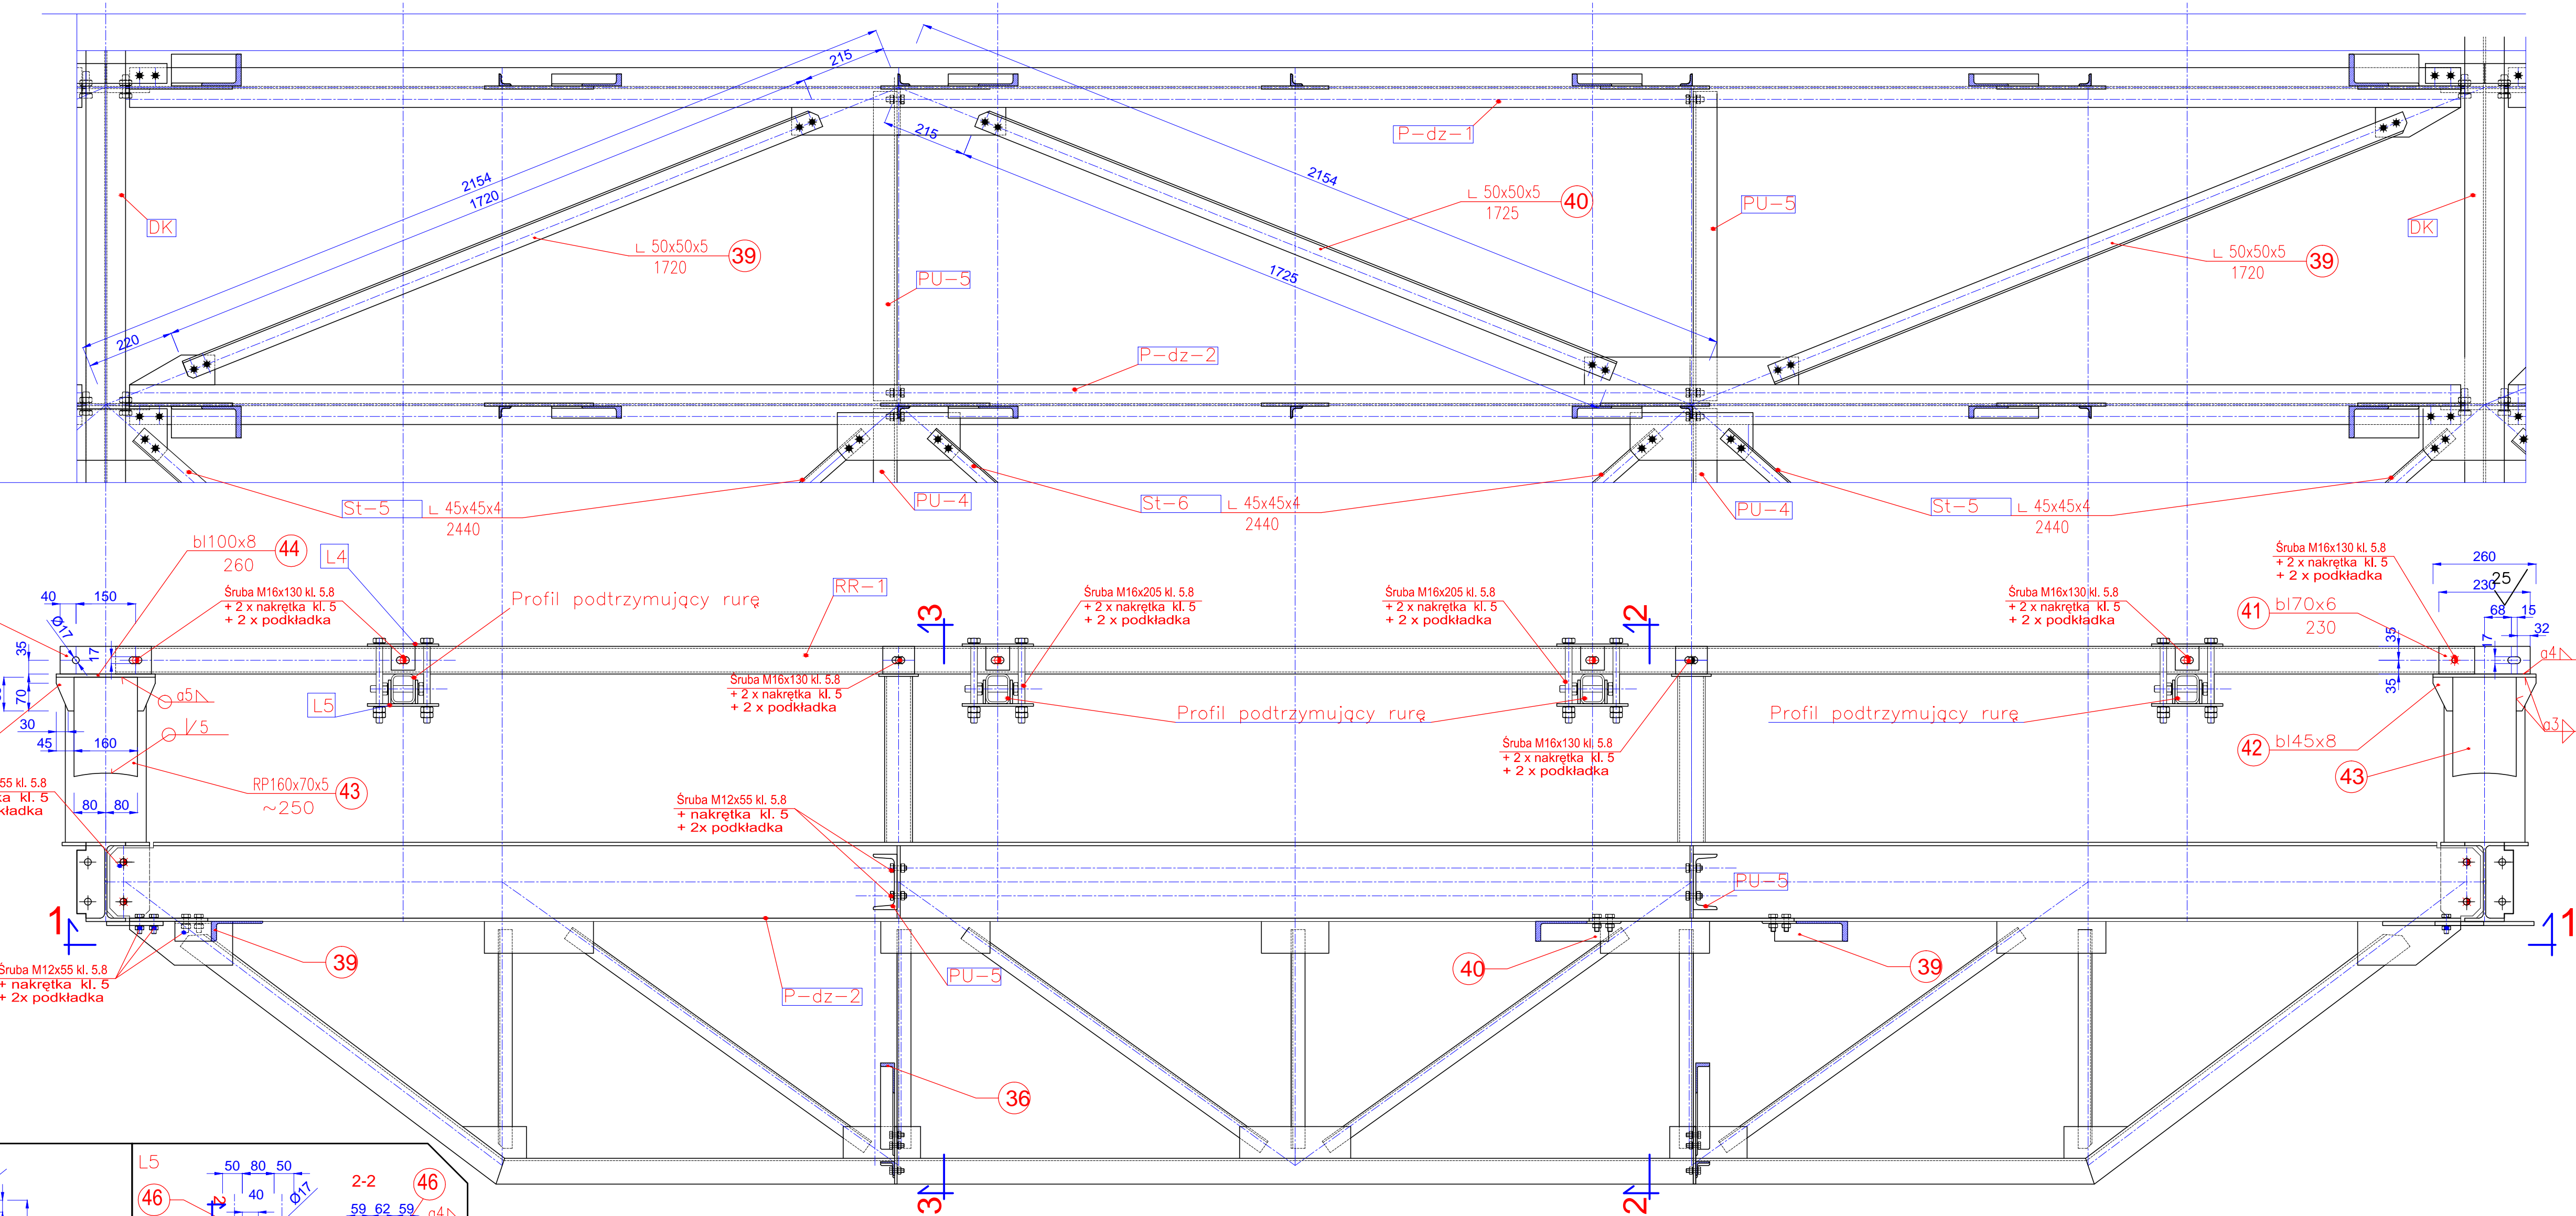 215
2154
1720
215
P-dz-1
2154
DK
∟ 50x50x5
1725
40
PU-5
DK
∟ 50x50x5
1720
39
1725
PU-5
∟ 50x50x5
1720
39
220
P-dz-2
St-5
∟ 45x45x4
2440
PU-4
St-6
∟ 45x45x4
2440
PU-4
St-5
∟ 45x45x4
2440
bl100x8
260
44
L4
Śruba M16x130 kl. 5.8
+ 2 x nakrętka kl. 5
+ 2 x podkładka
Profil podtrzymujący rurę
RR-1
Śruba M16x205 kl. 5.8
+ 2 x nakrętka kl. 5
+ 2 x podkładka
Śruba M16x205 kl. 5.8
+ 2 x nakrętka kl. 5
+ 2 x podkładka
Śruba M16x130 kl. 5.8
+ 2 x nakrętka kl. 5
+ 2 x podkładka
Śruba M16x130 kl. 5.8
+ 2 x nakrętka kl. 5
+ 2 x podkładka
260
230
25
41
bl70x6
230
68
15
40
150
Ø17
17
35
70
30
45
160
80
80
a5
5
3
2
35
35
17
32
a4
a3
L5
Śruba M16x130 kl. 5.8
+ 2 x nakrętka kl. 5
+ 2 x podkładka
Profil podtrzymujący rurę
Profil podtrzymujący rurę
Śruba M16x130 kl. 5.8
+ 2 x nakrętka kl. 5
+ 2 x podkładka
42
bl45x8
43
RP160x70x5
~250
43
55 kl. 5.8
ka kl. 5
kładka
Śruba M12x55 kl. 5.8
+ nakrętka kl. 5
+ 2x podkładka
PU-5
1
1
39
Śruba M12x55 kl. 5.8
+ nakrętka kl. 5
+ 2x podkładka
P-dz-2
PU-5
40
39
36
3
2
L5
50 80 50
46
40
Ø17
2
2-2
46
59 62 59
a4